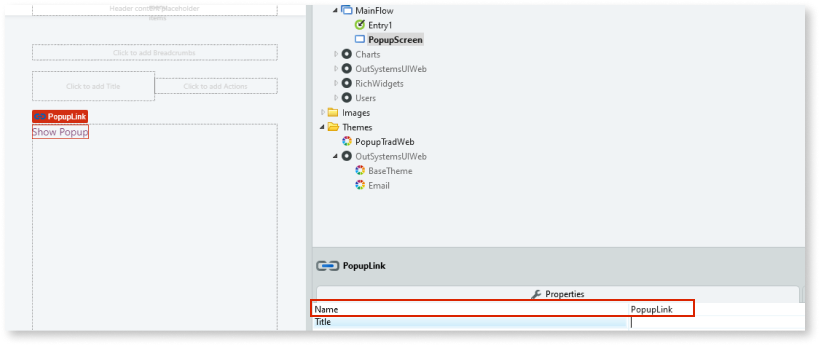 Header content placeholder
Click to add Breadcrumbs
Click to add Title
Click to add Actions
PopupLink
Show Popup
MainFlow
Entry1
PopupScreen
Charts
OutSystemsUIWeb
RichWidgets
Users
Images
Themes
PopupTradWeb
OutSystemsUIWeb
BaseTheme
Email
PopupLink
Properties
Name PopupLink
Title